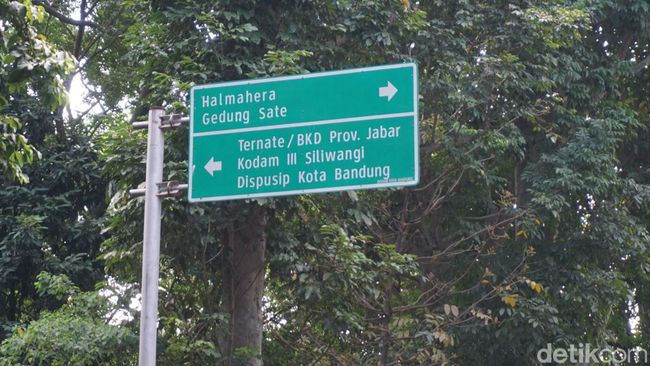 Halmahera
Gedung Sate
Ternate/BKD Prov. Jabar
Kodam III Siliwangi
Dispusip Kota Bandung
detikcom